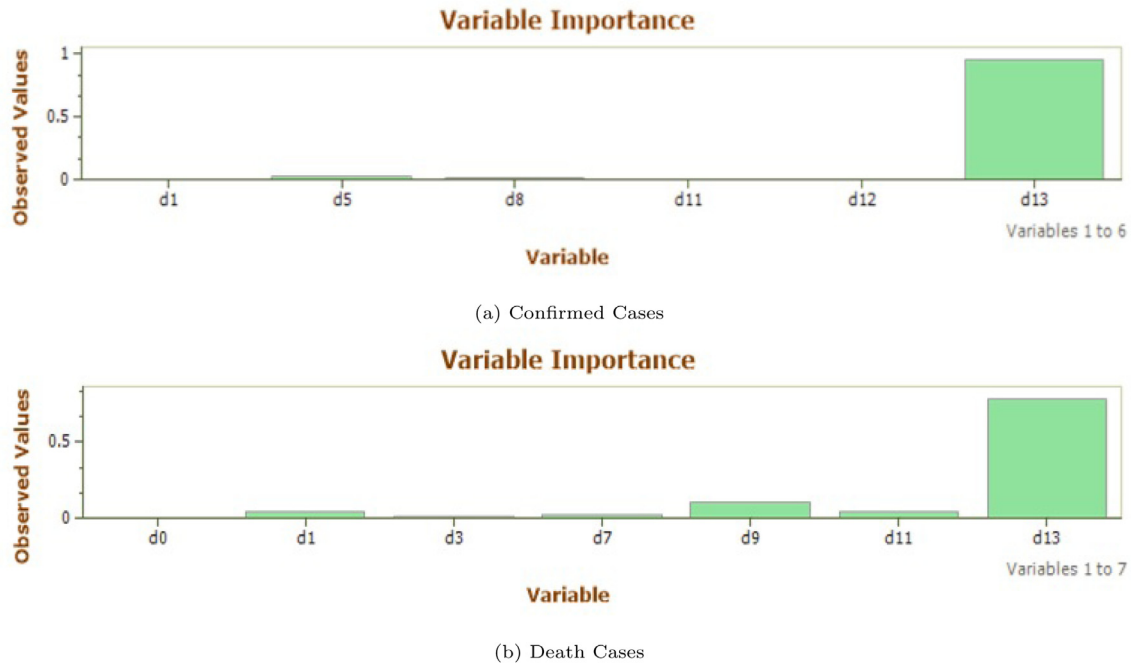 Variable Importance
Observed Values
1
0.5
0
d1 d5 d8 d11 d12 d13
Variables 1 to 6
Variable
(a) Confirmed Cases
Variable Importance
Observed Values
0.5
0
d0 d1 d3 d7 d9 d11 d13
Variables 1 to 7
Variable
(b) Death Cases